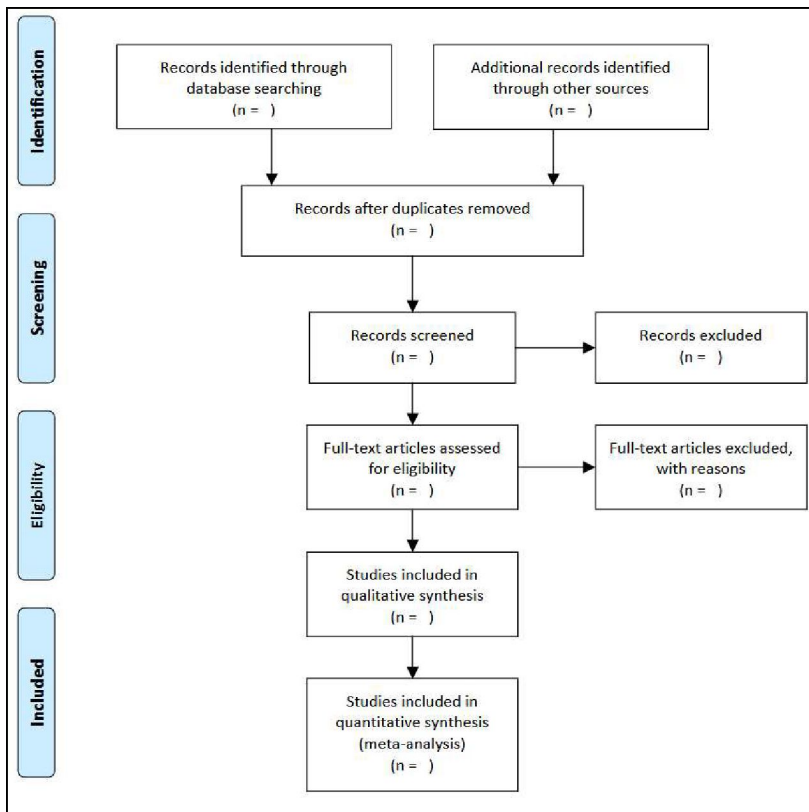 Identification
Records identified through
database searching
(n =   )
Additional records identified
through other sources
(n =   )
Records after duplicates removed
(n =   )
Screening
Records screened
(n =   )
Records excluded
(n =   )
Eligibility
Full-text articles assessed
for eligibility
(n =   )
Full-text articles excluded,
with reasons
(n =   )
Studies included in
qualitative synthesis
(n =   )
Included
Studies included in
quantitative synthesis
(meta-analysis)
(n =   )